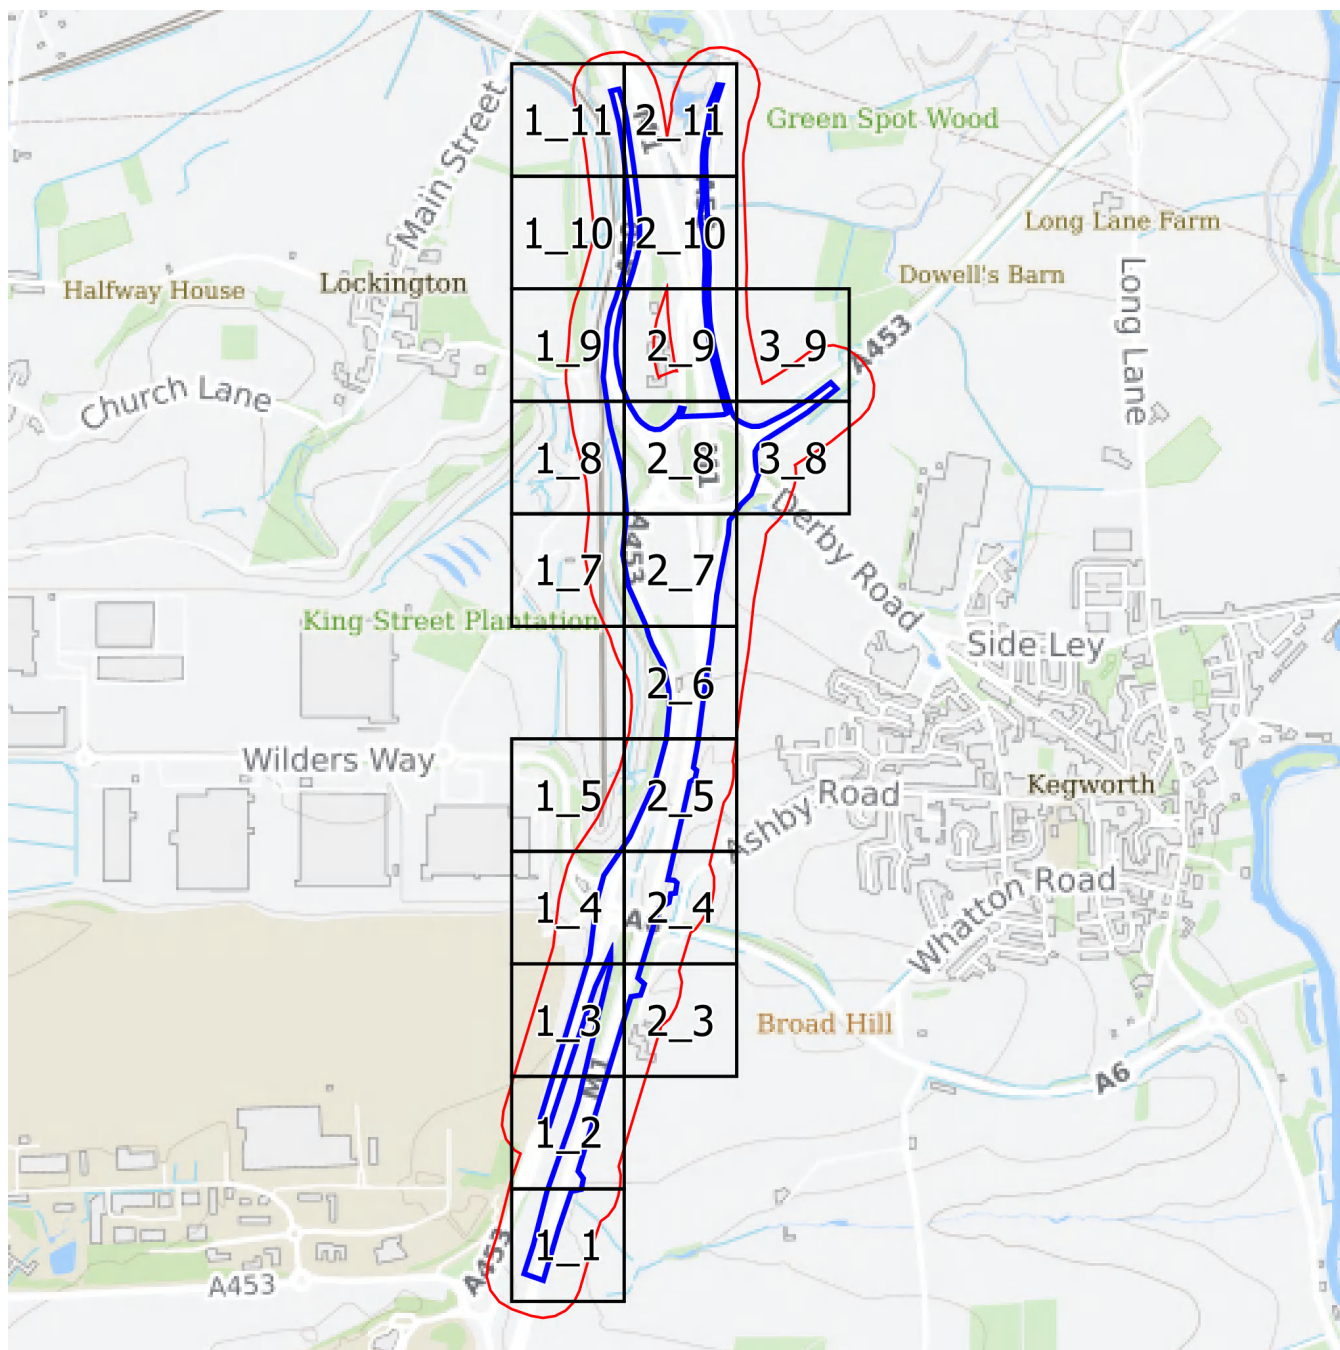 1_11
2_11
M1
Green Spot Wood
Main Street
1_10
2_10
Long Lane Farm
Dowell's Barn
Halfway House
Lockington
Long Lane
1_9
2_9
3_9
A453
Church Lane
1_8
2_8
3_8
M1
Derby Road
A453
1_7
2_7
King Street Plantation
Side Ley
2_6
Wilders Way
1_5
2_5
Ashby Road
Kegworth
Whatton Road
1_4
2_4
1_3
2_3
Broad Hill
M1
A6
1_2
1_1
A453
A453